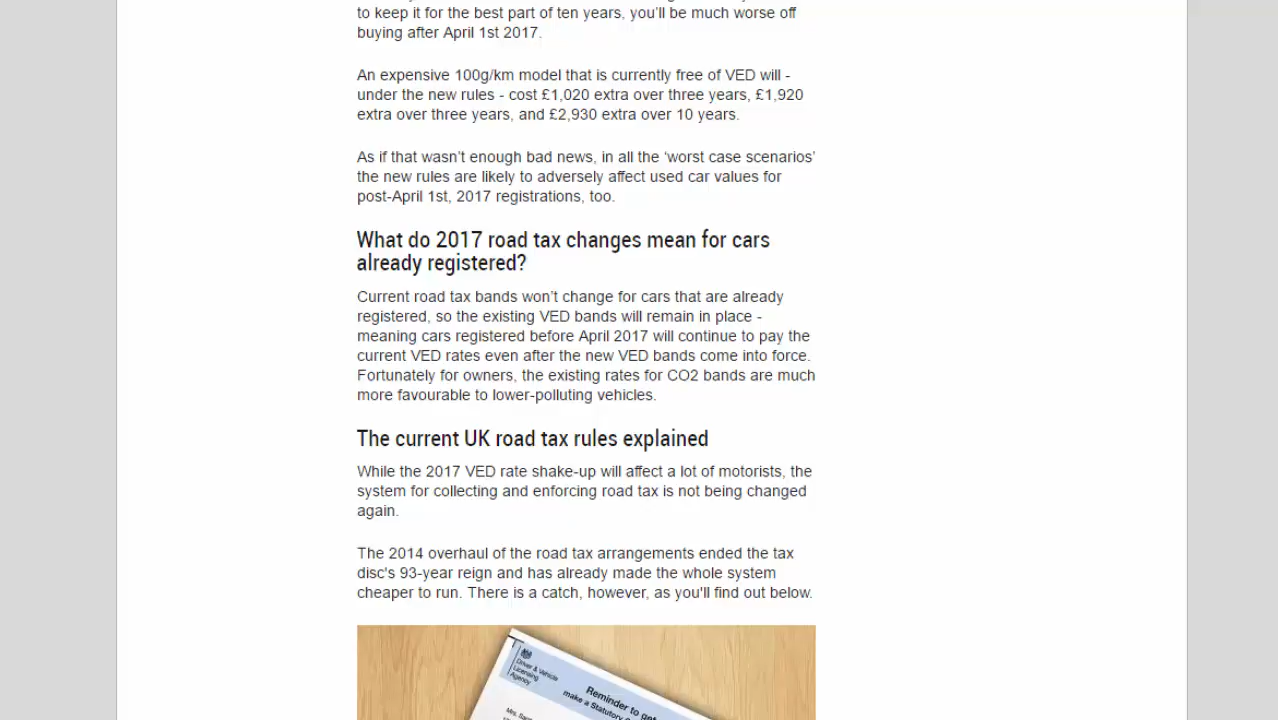 to keep it for the best part of ten years, you’ll be much worse off
buying after April 1st 2017.
An expensive 100g/km model that is currently free of VED will -
under the new rules - cost £1,020 extra over three years, £1,920
extra over three years, and £2,930 extra over 10 years.
As if that wasn’t enough bad news, in all the ‘worst case scenarios’
the new rules are likely to adversely affect used car values for
post-April 1st, 2017 registrations, too.
What do 2017 road tax changes mean for cars
already registered?
Current road tax bands won’t change for cars that are already
registered, so the existing VED bands will remain in place -
meaning cars registered before April 2017 will continue to pay the
current VED rates even after the new VED bands come into force.
Fortunately for owners, the existing rates for CO2 bands are much
more favourable to lower-polluting vehicles.
The current UK road tax rules explained
While the 2017 VED rate shake-up will affect a lot of motorists, the
system for collecting and enforcing road tax is not being changed
again.
The 2014 overhaul of the road tax arrangements ended the tax
disc's 93-year reign and has already made the whole system
cheaper to run. There is a catch, however, as you'll find out below.
Driver & Vehicle
Licensing
Agency
Reminder to get
make a Statutory
Mrs